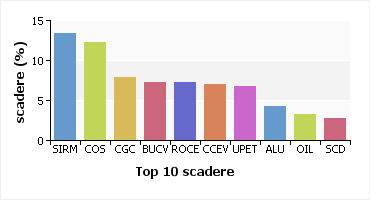 scadere (%)
15
10
5
0
SIRM COS CGC BUCV ROCE CCEV UPET ALU OIL SCD
Top 10 scadere